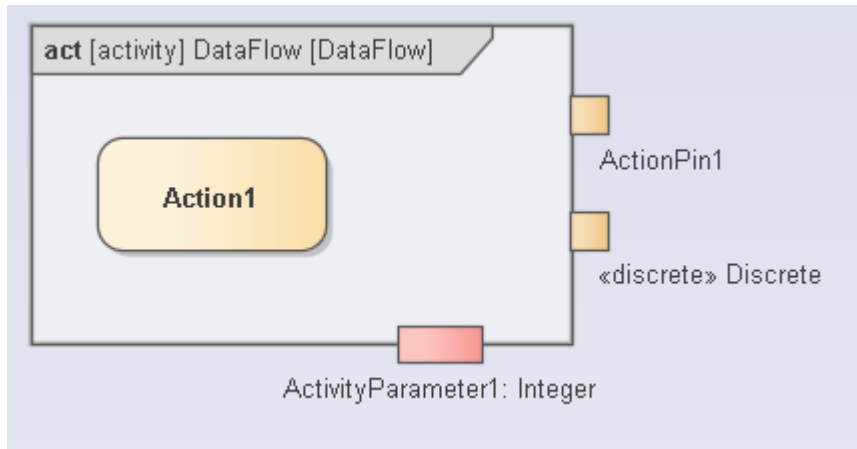 act [activity] DataFlow [DataFlow]
Action1
ActionPin1
«discrete» Discrete
ActivityParameter1: Integer